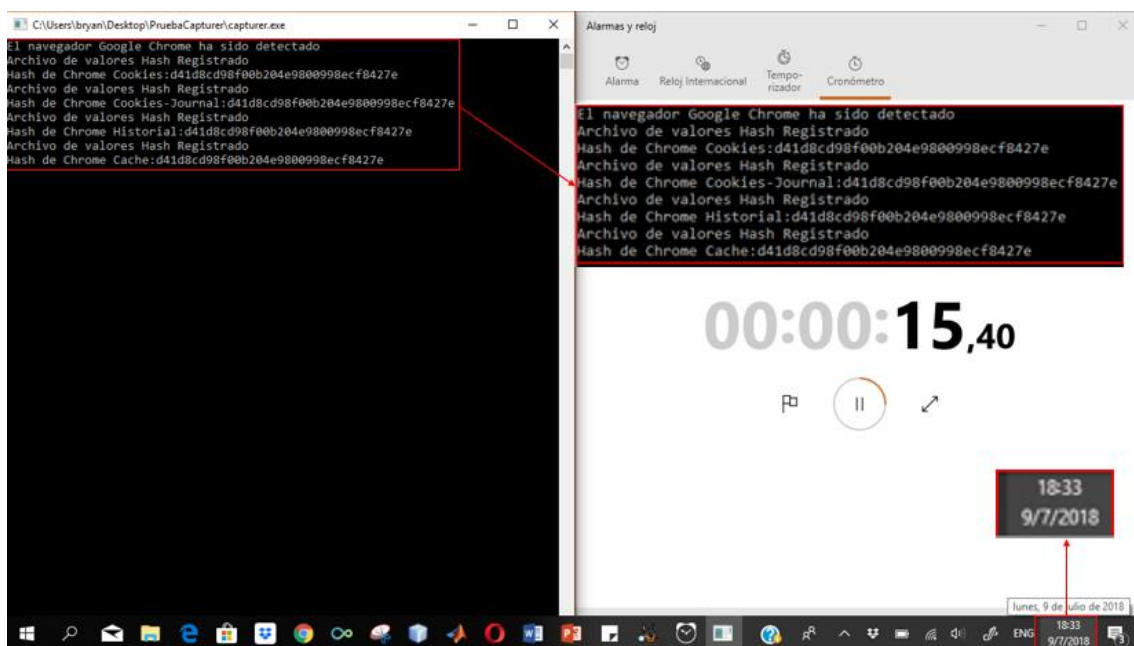 C:\Users\bryan\Desktop\PruebaCapturer\capturer.exe
El navegador Google Chrome ha sido detectado
Archivo de valores Hash Registrado
Hash de Chrome Cookies:d41d8cd98f00b204e9800998ecf8427e
Archivo de valores Hash Registrado
Hash de Chrome Cookies-Journal:d41d8cd98f00b204e9800998ecf8427e
Archivo de valores Hash Registrado
Hash de Chrome Historial:d41d8cd98f00b204e9800998ecf8427e
Archivo de valores Hash Registrado
Hash de Chrome Cache:d41d8cd98f00b204e9800998ecf8427e
Alarmas y reloj
Alarma
Reloj Internacional
Tempo-
rizador
Cronómetro
El navegador Google Chrome ha sido detectado
Archivo de valores Hash Registrado
Hash de Chrome Cookies:d41d8cd98f00b204e9800998ecf8427e
Archivo de valores Hash Registrado
Hash de Chrome Cookies-Journal:d41d8cd98f00b204e9800998ecf8427e
Archivo de valores Hash Registrado
Hash de Chrome Historial:d41d8cd98f00b204e9800998ecf8427e
Archivo de valores Hash Registrado
Hash de Chrome Cache:d41d8cd98f00b204e9800998ecf8427e
00:00:15,40
18:33
9/7/2018
lunes, 9 de julio de 2018
ENG
18:33
9/7/2018
3